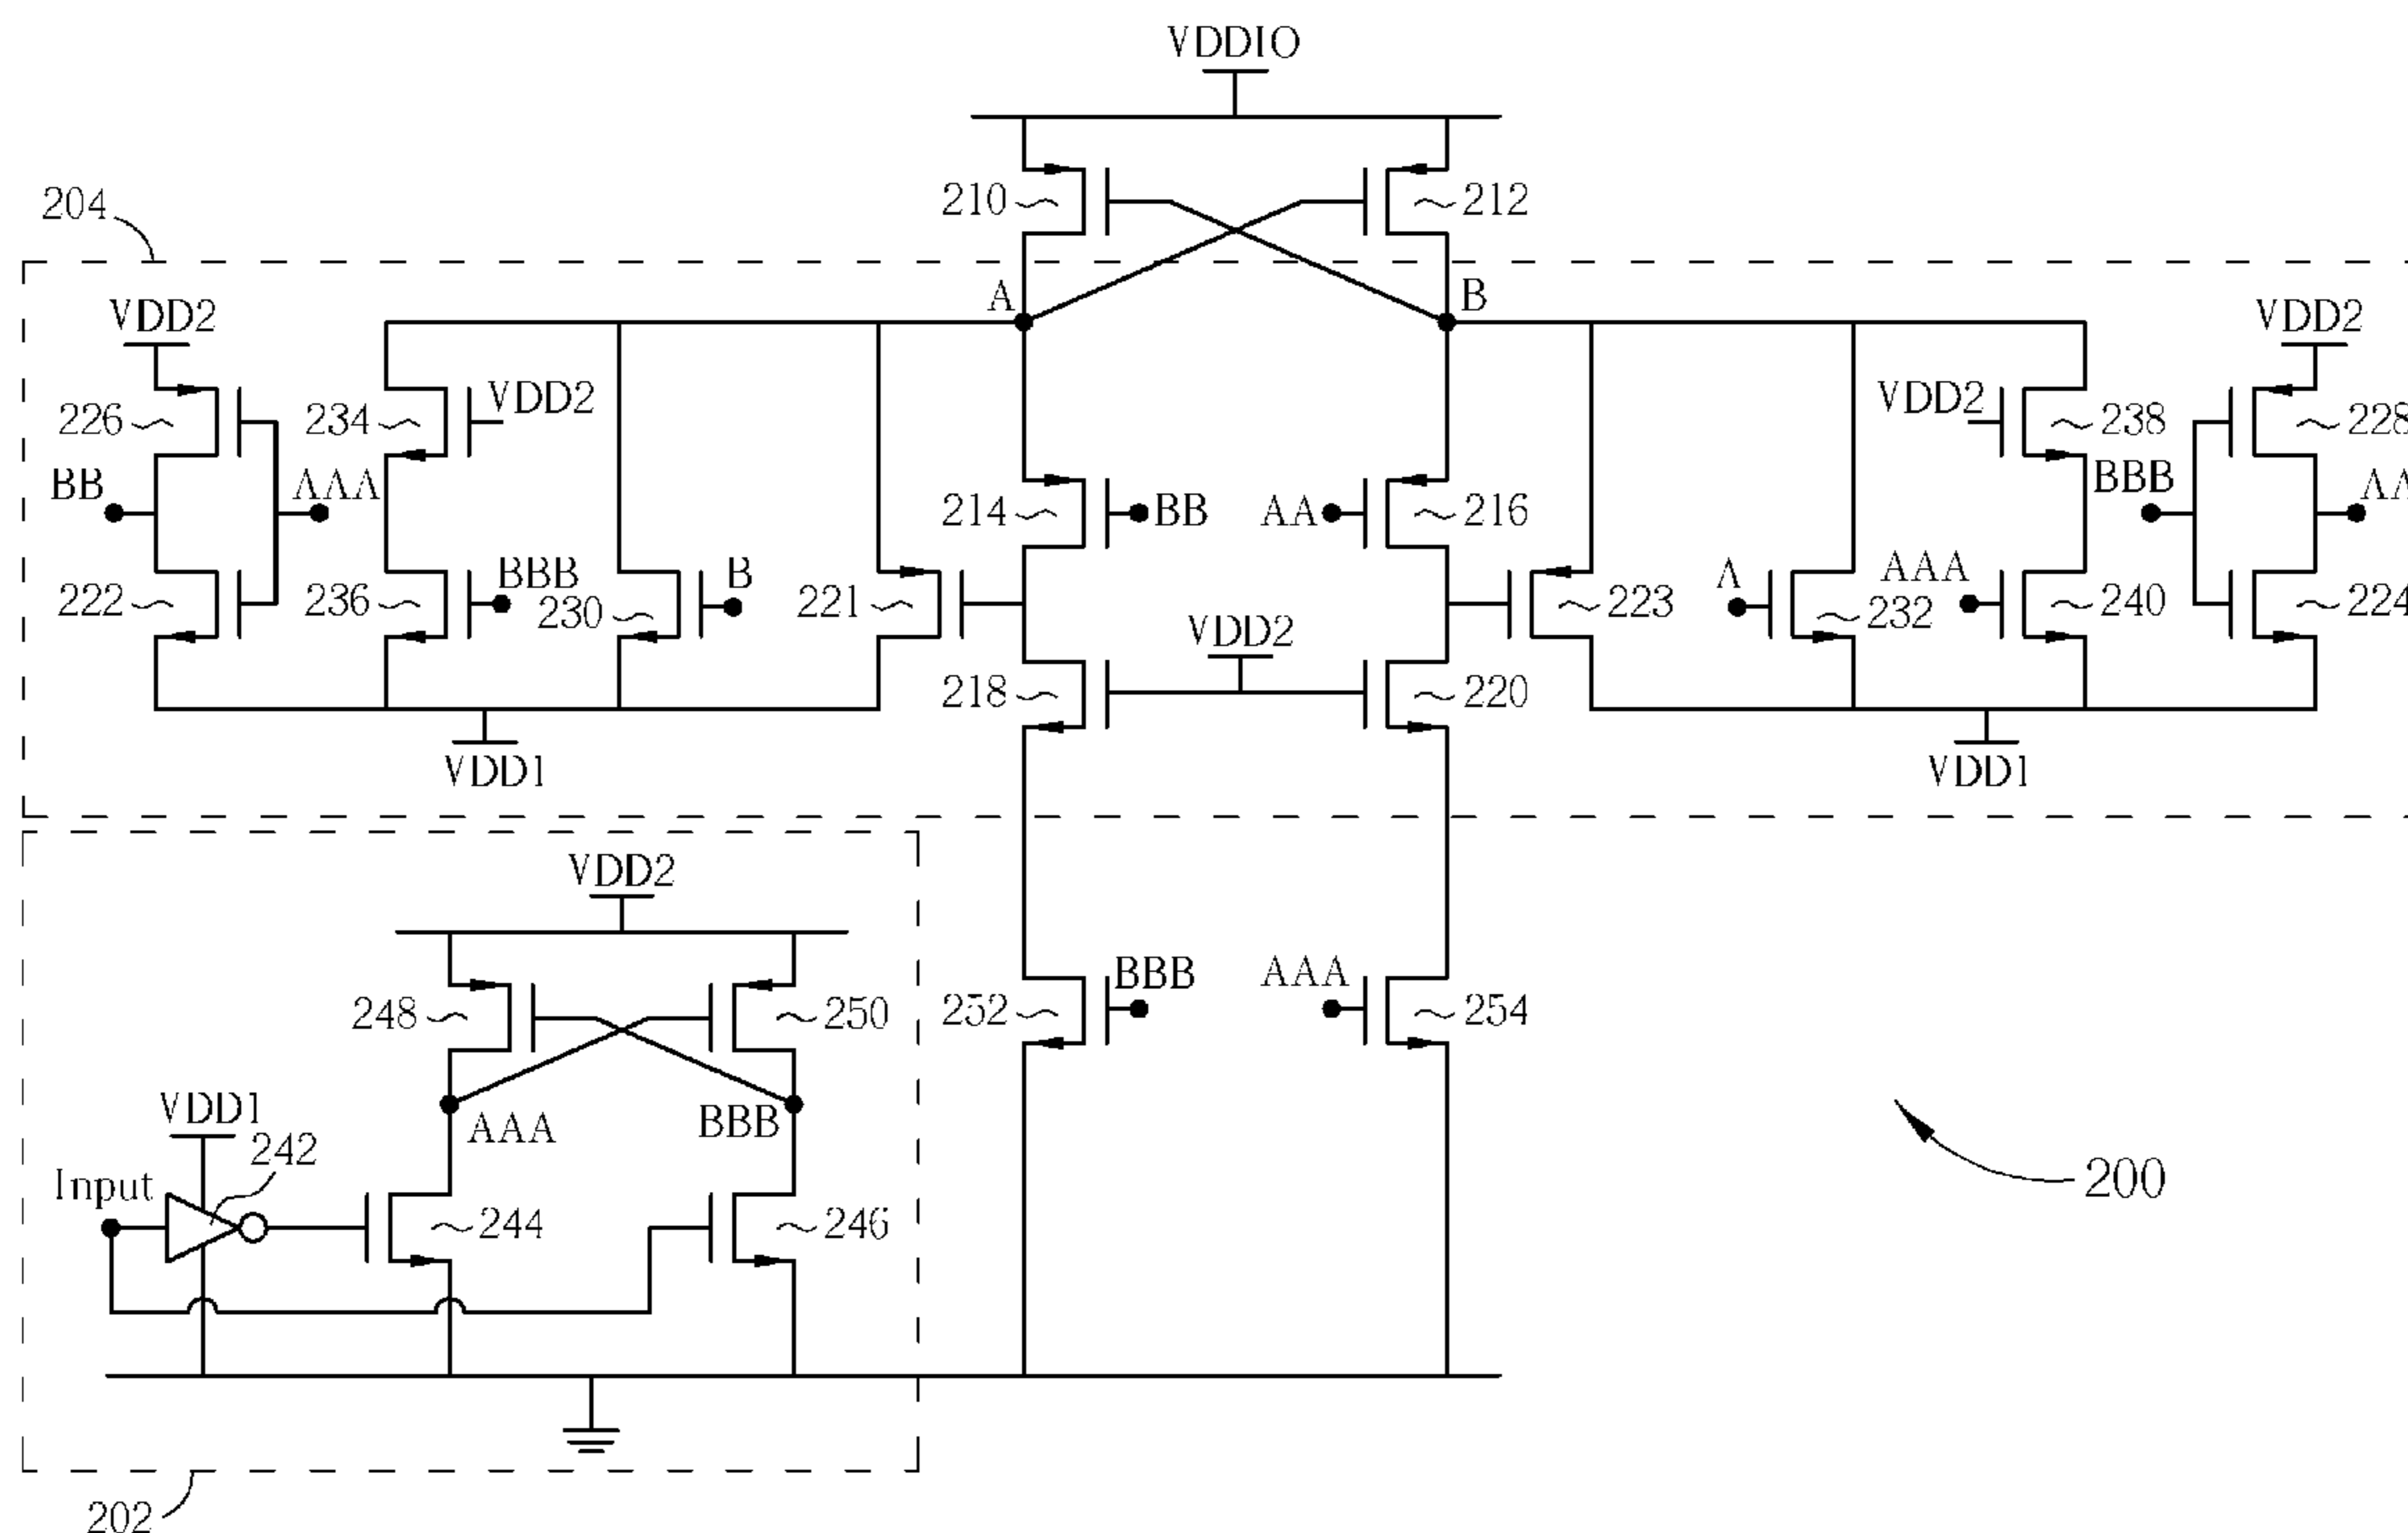 VDDIO
210
212
204
A
B
VDD2
VDD2
226
234
VDD2
VDD2
238
228
BB
AAA
214
BB
AA
216
BBB
AA
222
236
BBB
230
B
221
223
A
232
AAA
240
224
VDD2
218
220
VDD1
VDD1
VDD2
248
250
252
BBB
AAA
254
VDD1
AAA
BBB
242
Input
244
246
200
202